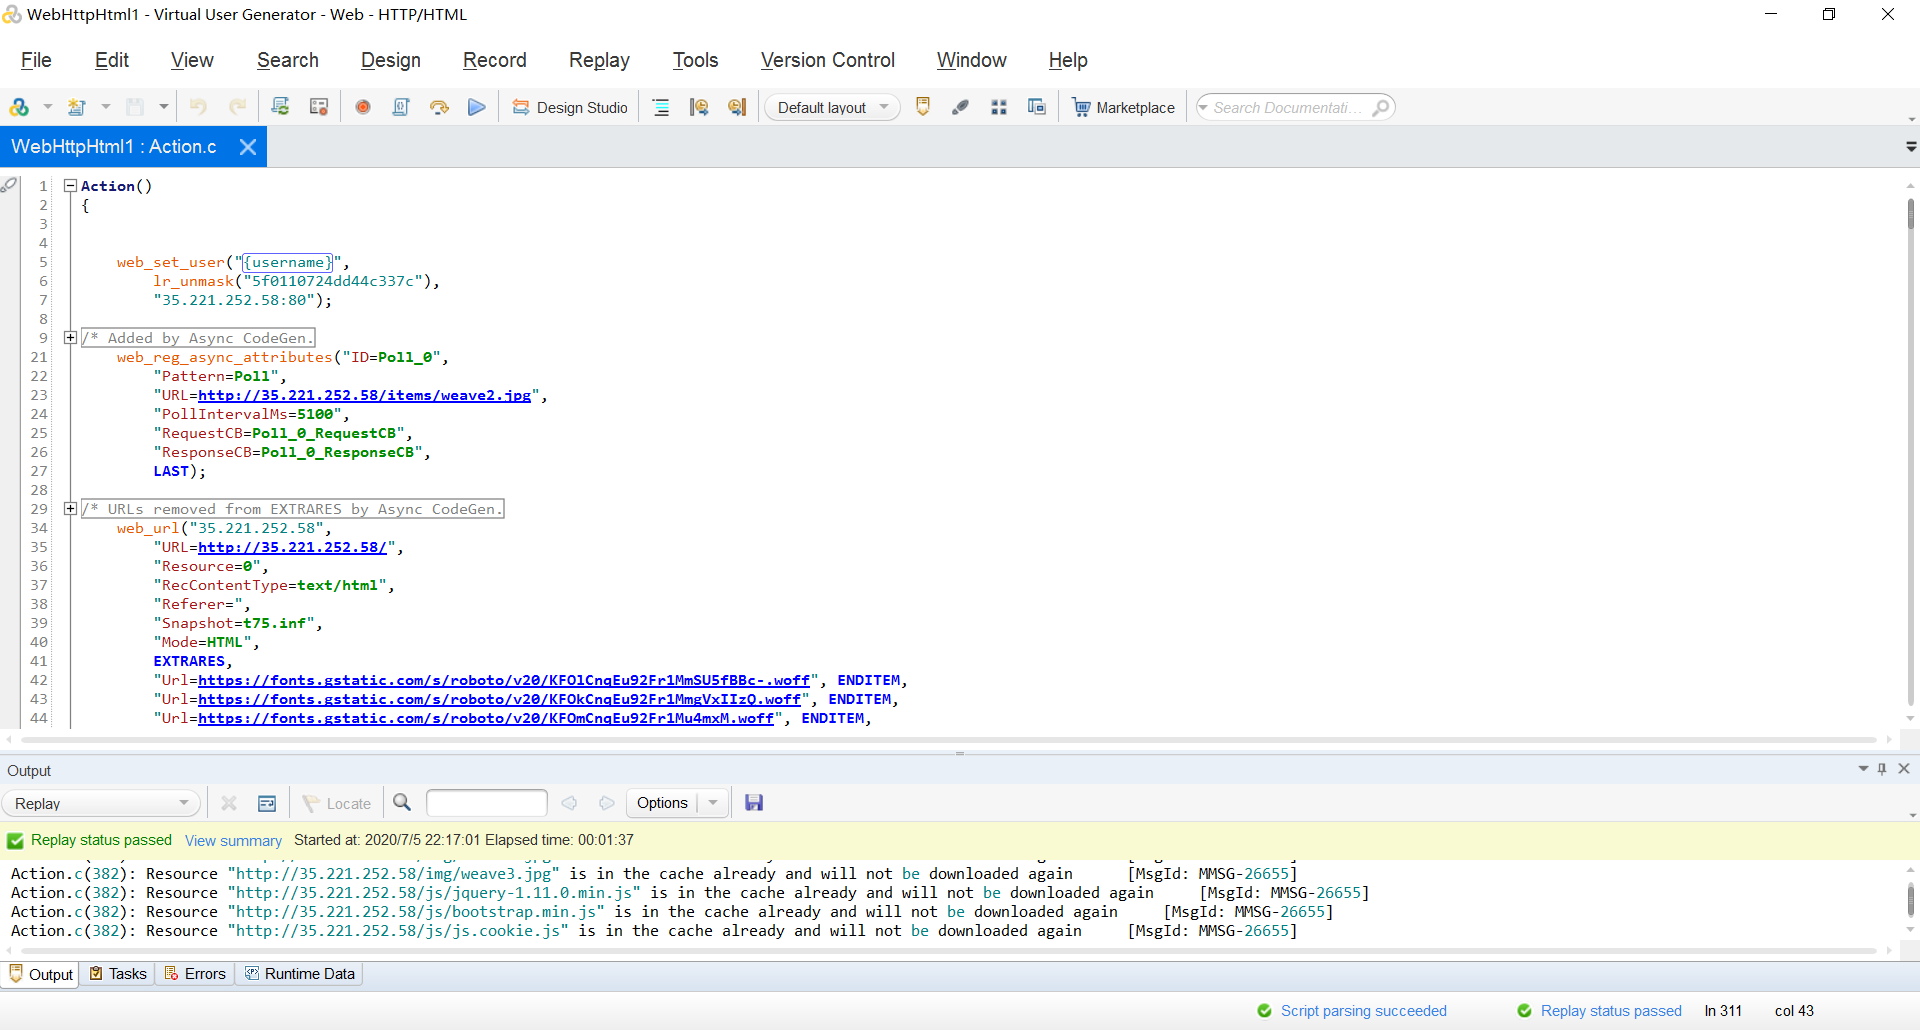 WebHttpHtml1 - Virtual User Generator - Web - HTTP/HTML
File Edit View Search Design Record Replay Tools Version Control Window Help
Design Studio Default layout Marketplace Search Documentati...
WebHttpHtml1 : Action.c
1 Action()
2 {
3
4
5 web_set_user("{username}",
6 lr_unmask("5f0110724dd44c337c"),
7 "35.221.252.58:80");
8
9 /* Added by Async CodeGen.
21 web_reg_async_attributes("ID=Poll_0",
22 "Pattern=Poll",
23 "URL=http://35.221.252.58/items/weave2.jpg",
24 "PollIntervalMs=5100",
25 "RequestCB=Poll_0_RequestCB",
26 "ResponseCB=Poll_0_ResponseCB",
27 LAST);
28
29 /* URLs removed from EXTRARES by Async CodeGen.
34 web_url("35.221.252.58",
35 "URL=http://35.221.252.58/",
36 "Resource=0",
37 "RecContentType=text/html",
38 "Referer=",
39 "Snapshot=t75.inf",
40 "Mode=HTML",
41 EXTRARES,
42 "Url=https://fonts.gstatic.com/s/roboto/v20/KFOlCnqEu92Fr1MmSU5fBBc-.woff", ENDITEM,
43 "Url=https://fonts.gstatic.com/s/roboto/v20/KFOkCnqEu92Fr1MmgVxIIzQ.woff", ENDITEM,
44 "Url=https://fonts.gstatic.com/s/roboto/v20/KFOmCnqEu92Fr1Mu4mxM.woff", ENDITEM,
Output
Replay Locate Options
Replay status passed View summary Started at: 2020/7/5 22:17:01 Elapsed time: 00:01:37
Action.c(382): Resource "http://35.221.252.58/img/weave3.jpg" is in the cache already and will not be downloaded again [MsgId: MMSG-26655]
Action.c(382): Resource "http://35.221.252.58/js/jquery-1.11.0.min.js" is in the cache already and will not be downloaded again [MsgId: MMSG-26655]
Action.c(382): Resource "http://35.221.252.58/js/bootstrap.min.js" is in the cache already and will not be downloaded again [MsgId: MMSG-26655]
Action.c(382): Resource "http://35.221.252.58/js/js.cookie.js" is in the cache already and will not be downloaded again [MsgId: MMSG-26655]
Output Tasks Errors Runtime Data
Script parsing succeeded Replay status passed ln 311 col 43